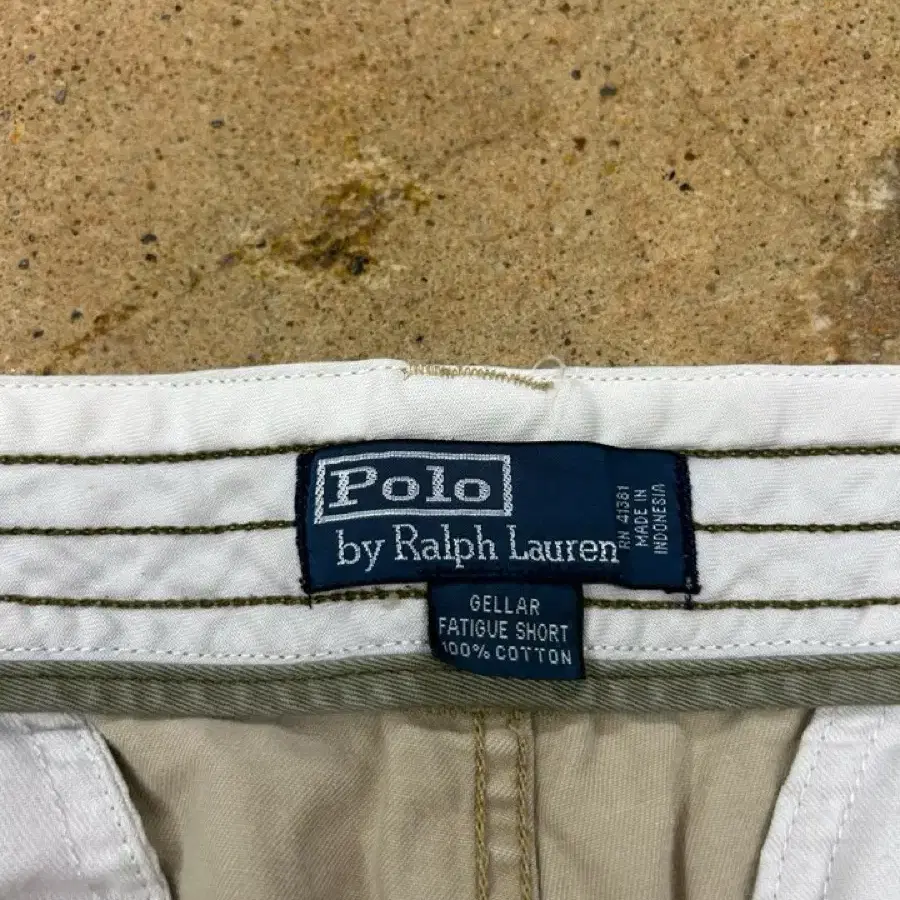 Polo
by Ralph Lauren
RN 41381
MADE IN
INDONESIA
GELLAR
FATIGUE SHORT
100% COTTON